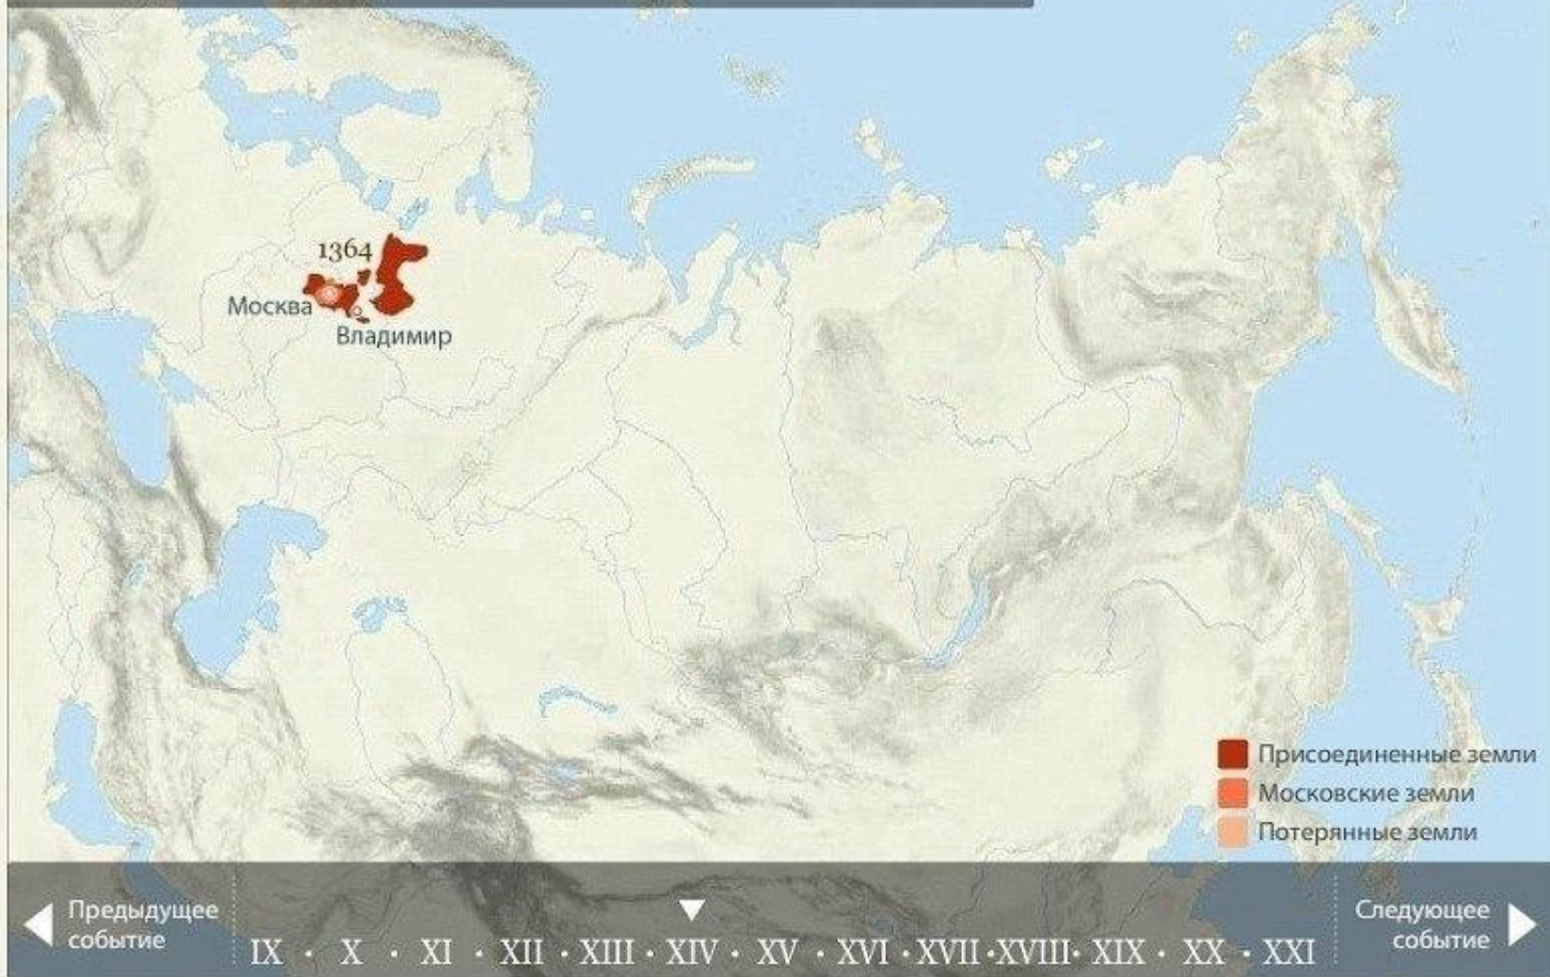 1364
Москва
Владимир
Присоединенные земли
Московские земли
Потерянные земли
Предыдущее
событие
IX · X · XI · XII · XIII · XIV · XV · XVI · XVII · XVIII · XIX · XX · XXI
Следующее
событие